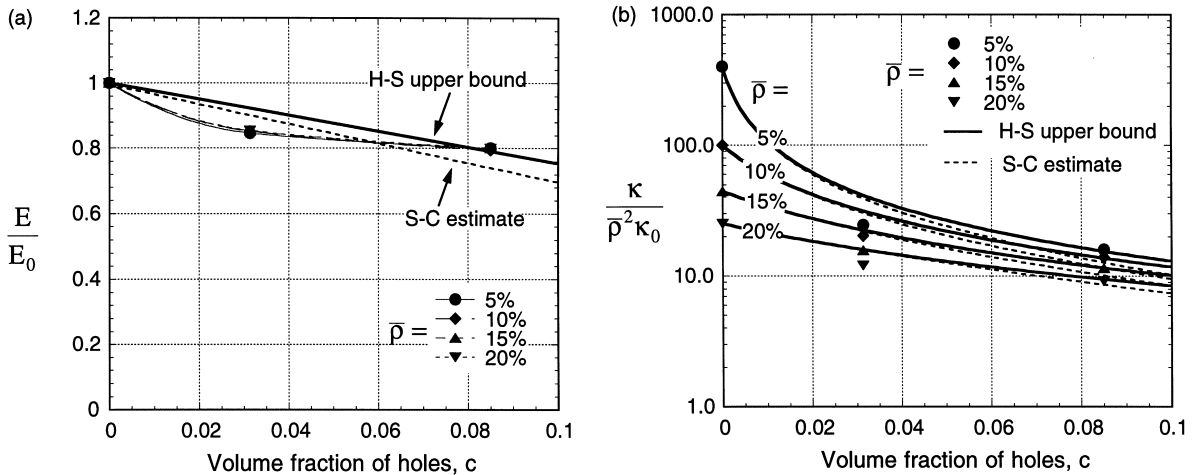 (a)
1.2
1
0.8
0.6
0.4
0.2
0
E
E₀
H-S upper bound
S-C estimate
ρ̅ =
5%
10%
15%
20%
0.00 0.02 0.04 0.06 0.08 0.1
Volume fraction of holes, c
(b)
1000.0
100.0
10.0
1.0
κ
ρ̅²κ₀
ρ̅ =
5%
10%
15%
20%
ρ̅ =
5%
10%
15%
20%
H-S upper bound
S-C estimate
0.00 0.02 0.04 0.06 0.08 0.1
Volume fraction of holes, c